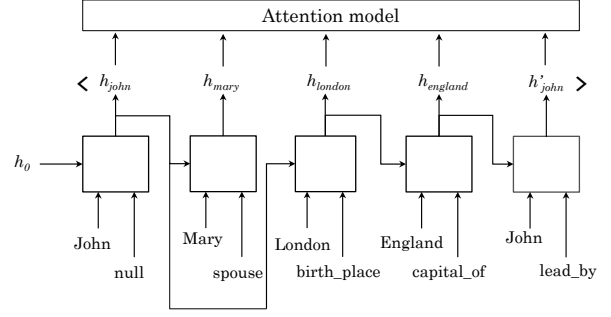 Attention model
< h_john h_mary h_london h_england h'_john >
h_0
John Mary London England John
null spouse birth_place capital_of lead_by